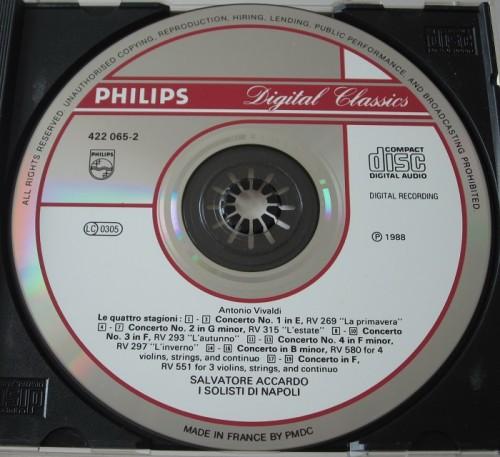 ALL RIGHTS RESERVED. UNAUTHORISED COPYING, REPRODUCTION, HIRING, LENDING, PUBLIC PERFORMANCE AND BROADCASTING PROHIBITED
PHILIPS Digital Classics
422 065-2
PHILIPS
COMPACT
disc
DIGITAL AUDIO
DIGITAL RECORDING
LC 0305
℗ 1988
Antonio Vivaldi
Le quattro stagioni : 1 - 3 Concerto No. 1 in E, RV 269 "La primavera"
4 - 7 Concerto No. 2 in G minor, RV 315 "L'estate" 8 - 10 Concerto
No. 3 in F, RV 293 "L'autunno" 11 - 13 Concerto No. 4 in F minor,
RV 297 "L'inverno" 14 - 16 Concerto in B minor, RV 580 for 4
violins, strings, and continuo 17 - 19 Concerto in F,
RV 551 for 3 violins, strings, and continuo
SALVATORE ACCARDO
I SOLISTI DI NAPOLI
MADE IN FRANCE BY PMDC